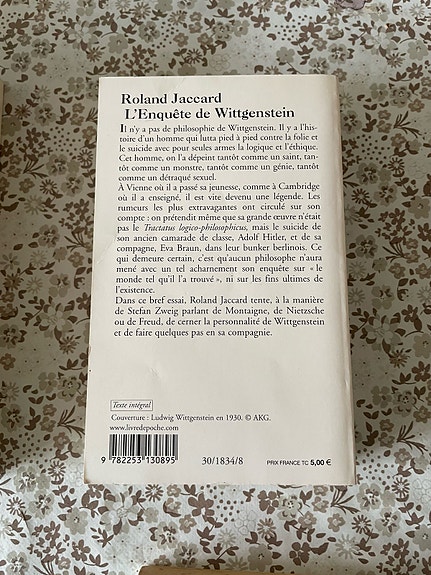 Roland Jaccard
L'Enquête de Wittgenstein
Il n'y a pas de philosophie de Wittgenstein. Il y a l'his-
toire d'un homme qui lutta pied à pied contre la folie et
le suicide avec pour seules armes la logique et l'éthique.
Cet homme, on l'a dépeint tantôt comme un saint, tan-
tôt comme un monstre, tantôt comme un génie, tantôt
comme un détraqué sexuel.
À Vienne où il a passé sa jeunesse, comme à Cambridge
où il a enseigné, il est vite devenu une légende. Les
rumeurs les plus extravagantes ont circulé sur son
compte : on prétendit même que sa grande œuvre n'était
pas le Tractatus logico-philosophicus, mais le suicide de
son ancien camarade de classe, Adolf Hitler, et de sa
compagne, Eva Braun, dans leur bunker berlinois. Ce
qui demeure certain, c'est qu'aucun philosophe n'aura
mené avec un tel acharnement son enquête sur « le
monde tel qu'il l'a trouvé », ni sur les fins ultimes de
l'existence.
Dans ce bref essai, Roland Jaccard tente, à la manière
de Stefan Zweig parlant de Montaigne, de Nietzsche
ou de Freud, de cerner la personnalité de Wittgenstein
et de faire quelques pas en sa compagnie.
Texte intégral
Couverture : Ludwig Wittgenstein en 1930. © AKG.
www.livredepoche.com
9 782253 130895
30/1834/8
PRIX FRANCE TC 5,00 €